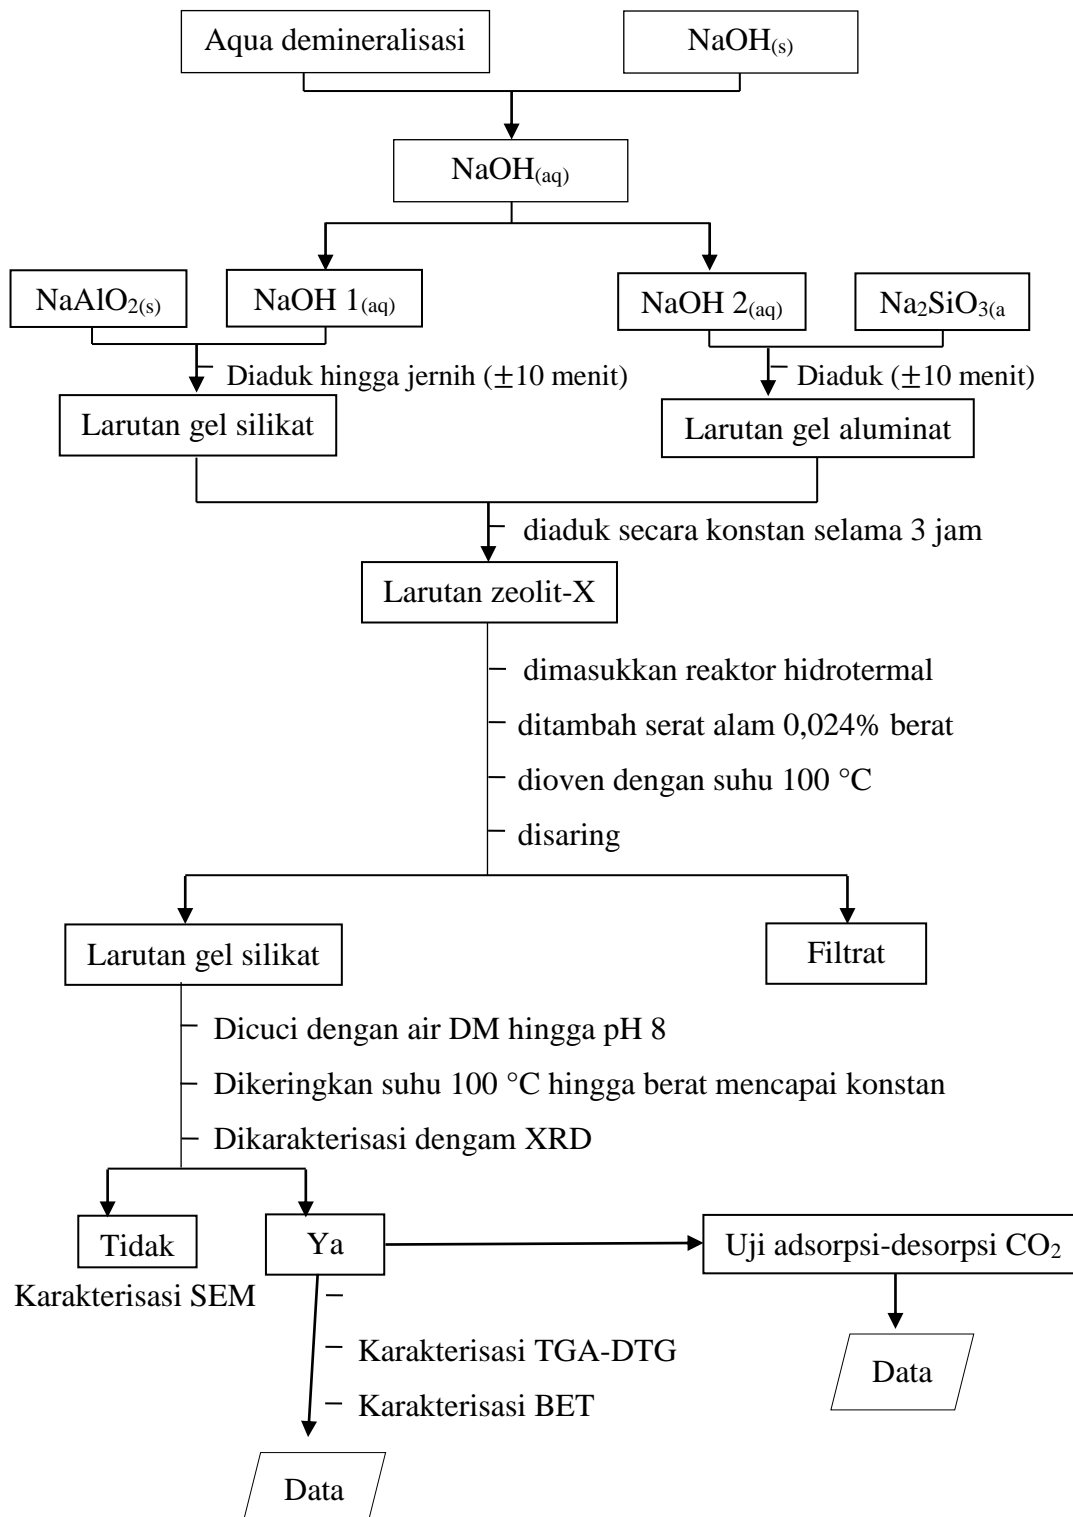 Aqua demineralisasi
NaOH(s)
NaOH(aq)
NaAlO2(s)
NaOH 1(aq)
NaOH 2(aq)
Na2SiO3(a
Diaduk hingga jernih (±10 menit)
Diaduk (±10 menit)
Larutan gel silikat
Larutan gel aluminat
diaduk secara konstan selama 3 jam
Larutan zeolit-X
dimasukkan reaktor hidrotermal
ditambah serat alam 0,024% berat
dioven dengan suhu 100 °C
disaring
Larutan gel silikat
Filtrat
Dicuci dengan air DM hingga pH 8
Dikeringkan suhu 100 °C hingga berat mencapai konstan
Dikarakterisasi dengam XRD
Tidak
Ya
Uji adsorpsi-desorpsi CO2
Karakterisasi SEM
Karakterisasi TGA-DTG
Data
Karakterisasi BET
Data